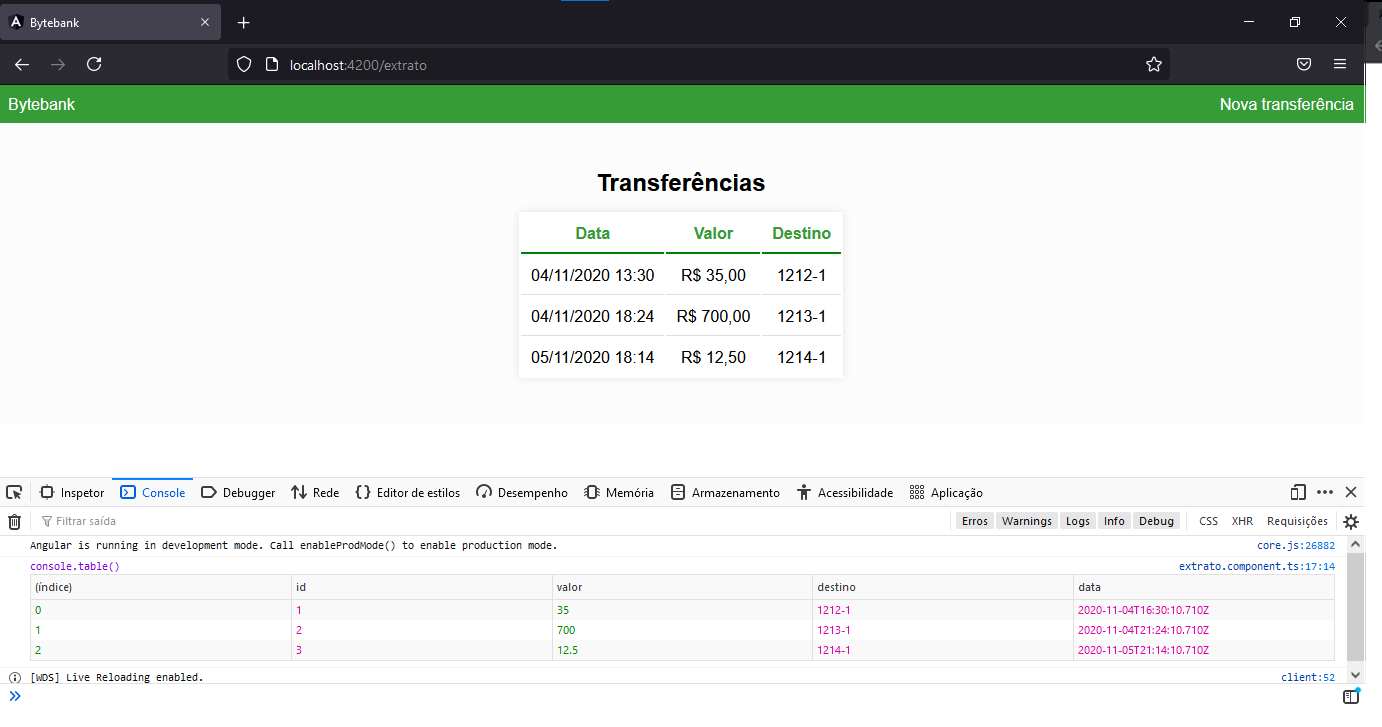 Bytebank
localhost:4200/extrato
Bytebank Nova transferência
Transferências
Data Valor Destino
04/11/2020 13:30 R$ 35,00 1212-1
04/11/2020 18:24 R$ 700,00 1213-1
05/11/2020 18:14 R$ 12,50 1214-1
Inspetor Console Debugger Rede Editor de estilos Desempenho Memória Armazenamento Acessibilidade Aplicação
Filtrar saída Erros Warnings Logs Info Debug CSS XHR Requisições
Angular is running in development mode. Call enableProdMode() to enable production mode. core.js:26882
console.table() extrato.component.ts:17:14
(índice) id valor destino data
0 1 35 1212-1 2020-11-04T16:30:10.710Z
1 2 700 1213-1 2020-11-04T21:24:10.710Z
2 3 12.5 1214-1 2020-11-05T21:14:10.710Z
[WDS] Live Reloading enabled. client:52